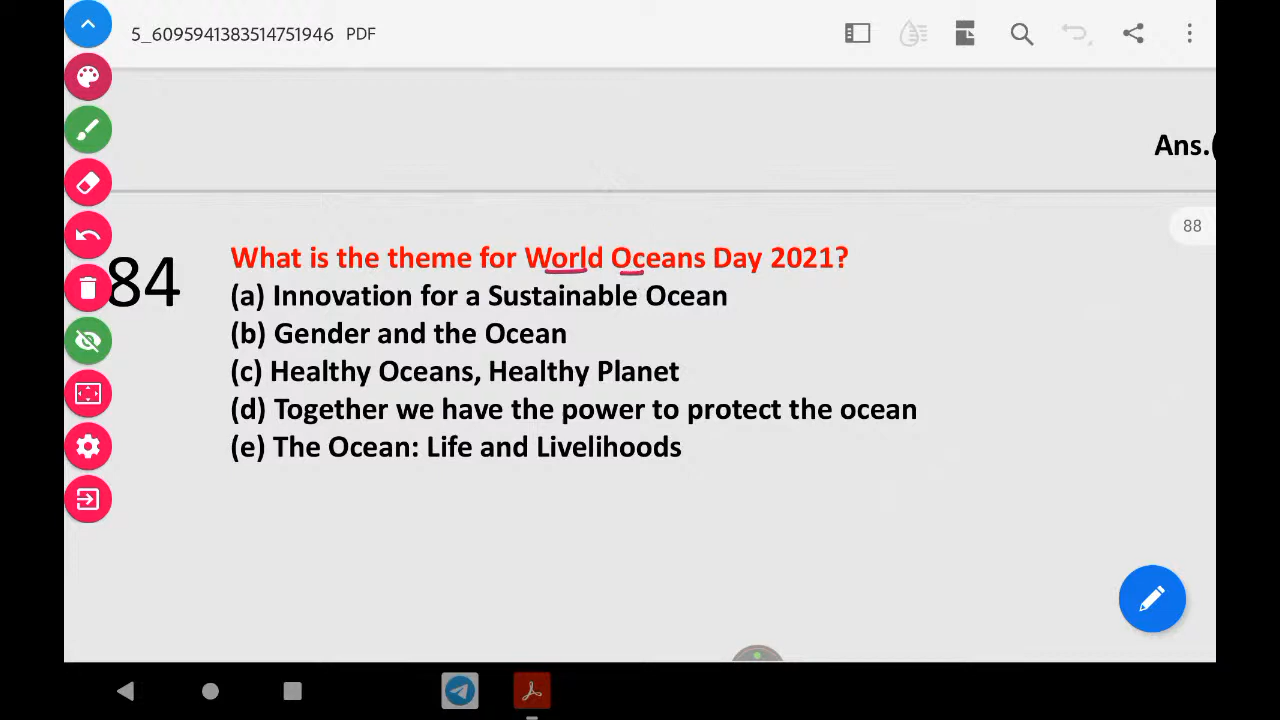 5_6095941383514751946 PDF
Ans.(
88
84
What is the theme for World Oceans Day 2021?
(a) Innovation for a Sustainable Ocean
(b) Gender and the Ocean
(c) Healthy Oceans, Healthy Planet
(d) Together we have the power to protect the ocean
(e) The Ocean: Life and Livelihoods